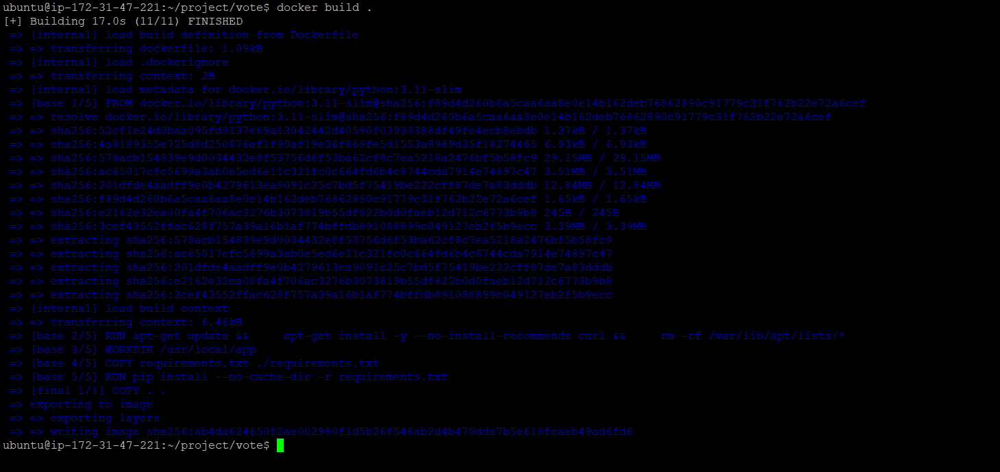 ubuntu@ip-172-31-47-221:~/project/vote$ docker build .
[+] Building 17.0s (11/11) FINISHED
=> [internal] load build definition from Dockerfile
=> => transferring dockerfile: 1.09kB
=> [internal] load .dockerignore
=> => transferring context: 2B
=> [internal] load metadata for docker.io/library/python:3.11-slim
=> [base 1/5] FROM docker.io/library/python:3.11-slim@sha256:f89d4d260b6a5caa6aa8e0e14b162deb76862890c91779c31f762b22e72a6cef
=> => resolve docker.io/library/python:3.11-slim@sha256:f89d4d260b6a5caa6aa8e0e14b162deb76862890c91779c31f762b22e72a6cef
=> => sha256:52cf1e24d0baa095fd8137e69a13042442d40590f03930388df49fe4ecb8ebdb 1.37kB / 1.37kB
=> => sha256:4a8189355e725d8d250876af1f90af19e36f869fe5d1553a8969d35f18274465 6.93kB / 6.93kB
=> => sha256:578acb154839e9d0034432e8f53756d6f53ba62cf8c7ea5218a2476bf5b58fc9 29.15MB / 29.15MB
=> => sha256:ac65017cfc5699a3ab0e5ed6e11c321fc0c664fd6b4c8744cda7914e74897c47 3.51MB / 3.51MB
=> => sha256:201dfde4aadff9e0b4279613ea9091c25c7bd5f75419be222cff87de7a83dddb 12.84MB / 12.84MB
=> => sha256:f89d4d260b6a5caa6aa8e0e14b162deb76862890c91779c31f762b22e72a6cef 1.65kB / 1.65kB
=> => sha256:e2162e32ea00fa4f706ac3276b3073819b55df822b0d0faeb12d712c6773b9b8 245B / 245B
=> => sha256:3cef43552ffac628f757a39a16b1af774bffdb891088899c049127eb2f5b9ecc 3.39MB / 3.39MB
=> => extracting sha256:578acb154839e9d0034432e8f53756d6f53ba62cf8c7ea5218a2476bf5b58fc9
=> => extracting sha256:ac65017cfc5699a3ab0e5ed6e11c321fc0c664fd6b4c8744cda7914e74897c47
=> => extracting sha256:201dfde4aadff9e0b4279613ea9091c25c7bd5f75419be222cff87de7a83dddb
=> => extracting sha256:e2162e32ea00fa4f706ac3276b3073819b55df822b0d0faeb12d712c6773b9b8
=> => extracting sha256:3cef43552ffac628f757a39a16b1af774bffdb891088899c049127eb2f5b9ecc
=> [internal] load build context
=> => transferring context: 6.46kB
=> [base 2/5] RUN apt-get update &&     apt-get install -y --no-install-recommends curl &&     rm -rf /var/lib/apt/lists/*
=> [base 3/5] WORKDIR /usr/local/app
=> [base 4/5] COPY requirements.txt ./requirements.txt
=> [base 5/5] RUN pip install --no-cache-dir -r requirements.txt
=> [final 1/1] COPY . .
=> exporting to image
=> => exporting layers
=> => writing image sha256:ab4da624650f2ae002980f1d5b26f546ab2d4b470dde7b5e618feaeb49ad6fd6
ubuntu@ip-172-31-47-221:~/project/vote$